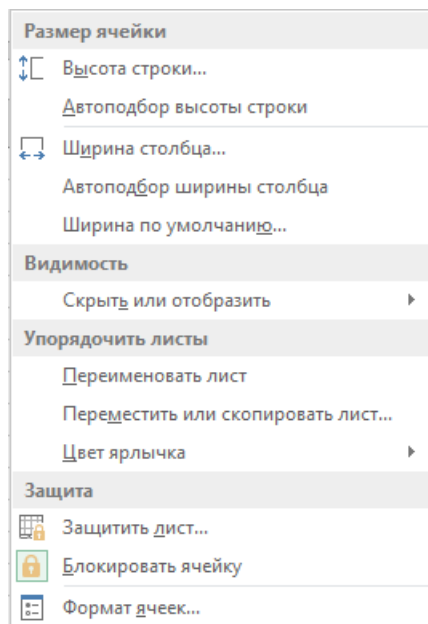 Размер ячейки
Высота строки...
Автоподбор высоты строки
Ширина столбца...
Автоподбор ширины столбца
Ширина по умолчанию...
Видимость
Скрыть или отобразить
Упорядочить листы
Переименовать лист
Переместить или скопировать лист...
Цвет ярлычка
Защита
Защитить лист...
Блокировать ячейку
Формат ячеек...